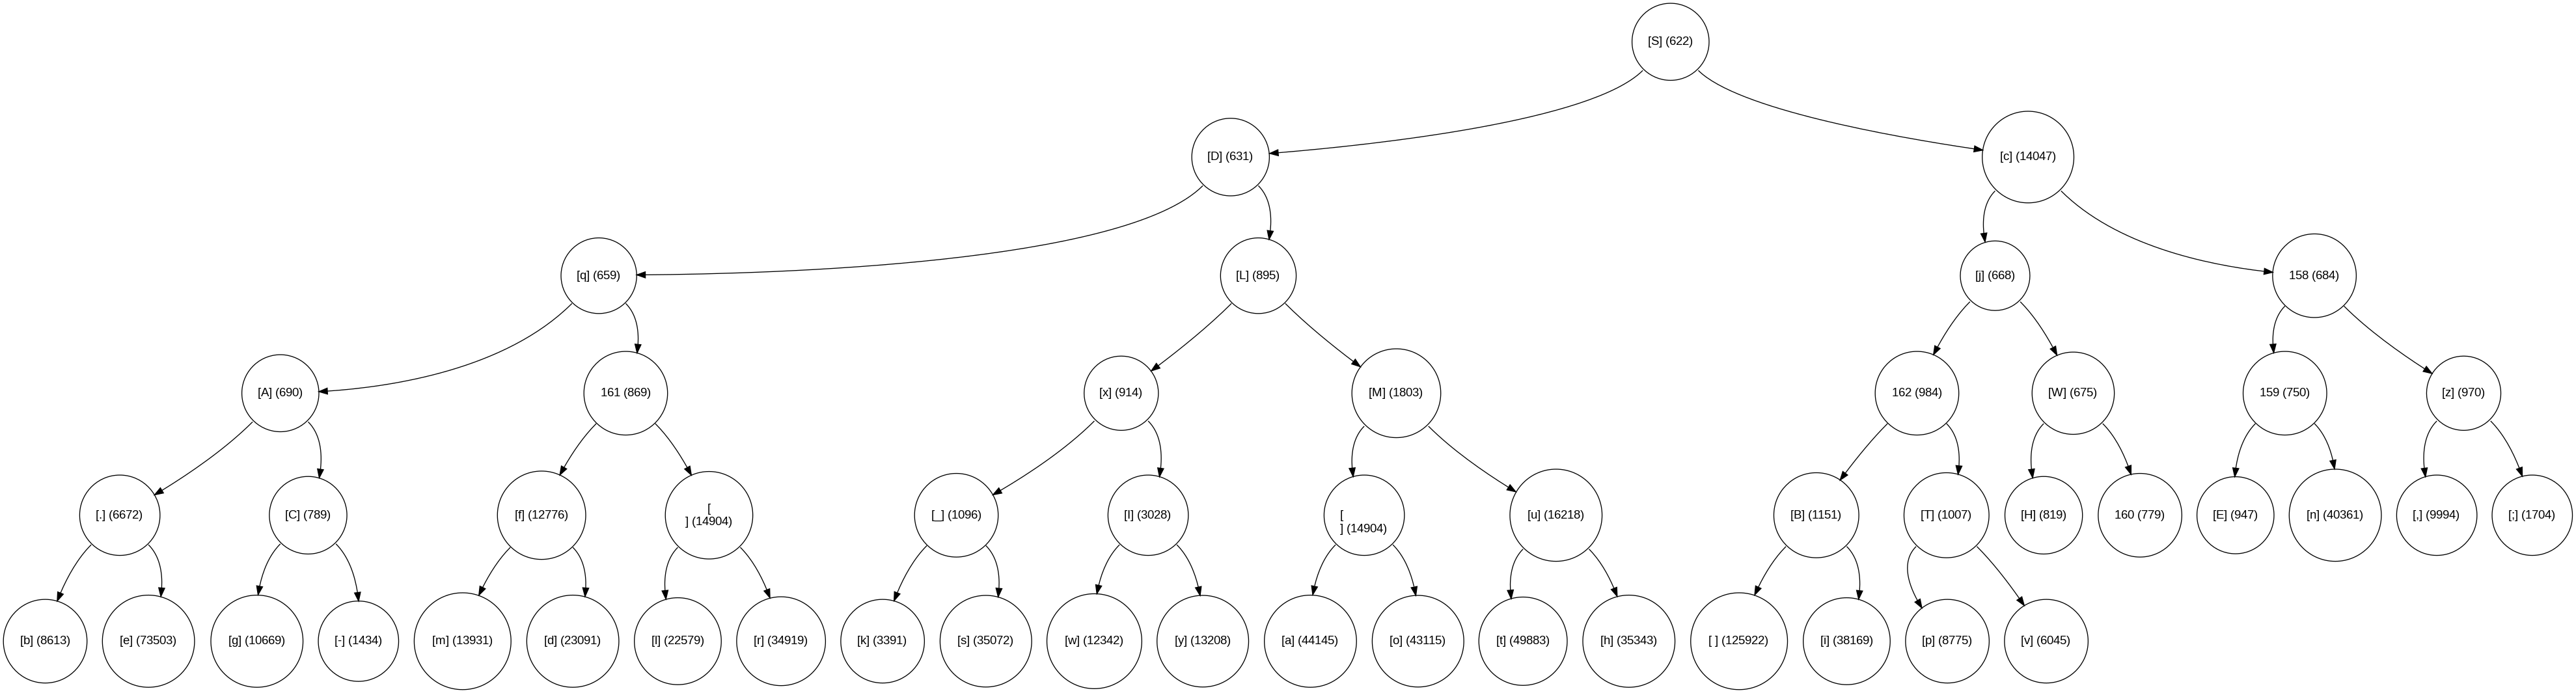 [S] (622)
[D] (631)
[c] (14047)
[q] (659)
[L] (895)
[j] (668)
158 (684)
[A] (690)
161 (869)
[x] (914)
[M] (1803)
162 (984)
[W] (675)
159 (750)
[z] (970)
[.] (6672)
[C] (789)
[f] (12776)
[
] (14904)
[_] (1096)
[I] (3028)
[
] (14904)
[u] (16218)
[B] (1151)
[T] (1007)
[H] (819)
160 (779)
[E] (947)
[n] (40361)
[,] (9994)
[;] (1704)
[b] (8613)
[e] (73503)
[g] (10669)
[-] (1434)
[m] (13931)
[d] (23091)
[l] (22579)
[r] (34919)
[k] (3391)
[s] (35072)
[w] (12342)
[y] (13208)
[a] (44145)
[o] (43115)
[t] (49883)
[h] (35343)
[ ] (125922)
[i] (38169)
[p] (8775)
[v] (6045)